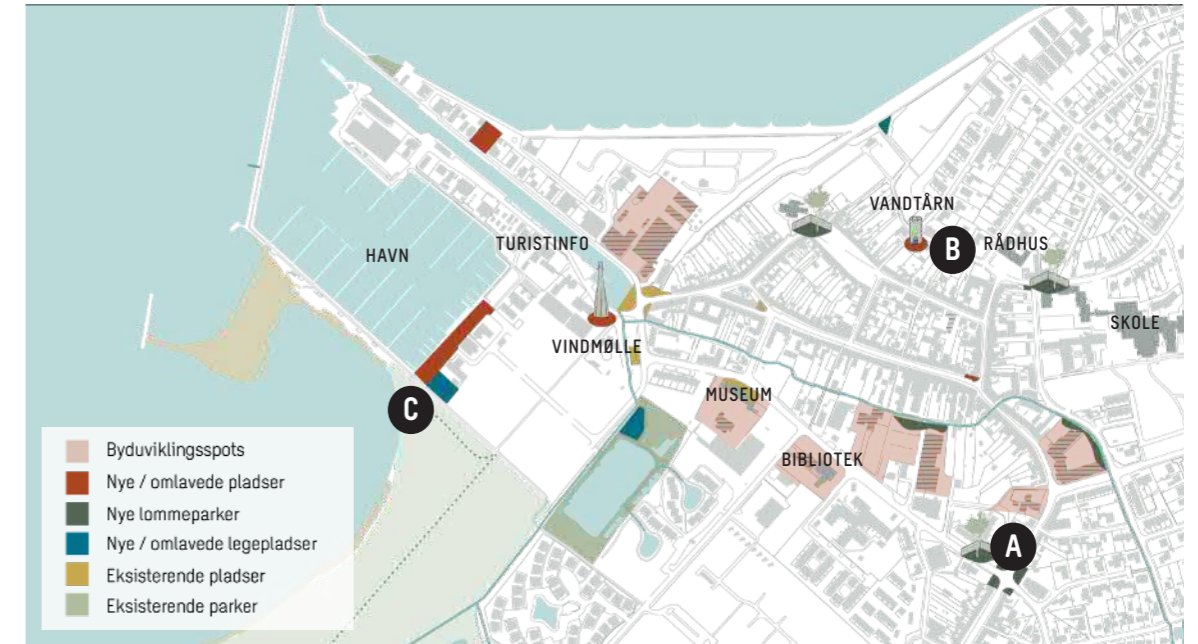 VANDTÅRN
B
RÅDHUS
TURISTINFO
HAVN
SKOLE
VINDMØLLE
MUSEUM
C
BIBLIOTEK
A
Byduviklingsspots
Nye / omlavede pladser
Nye lommeparker
Nye / omlavede legepladser
Eksisterende pladser
Eksisterende parker